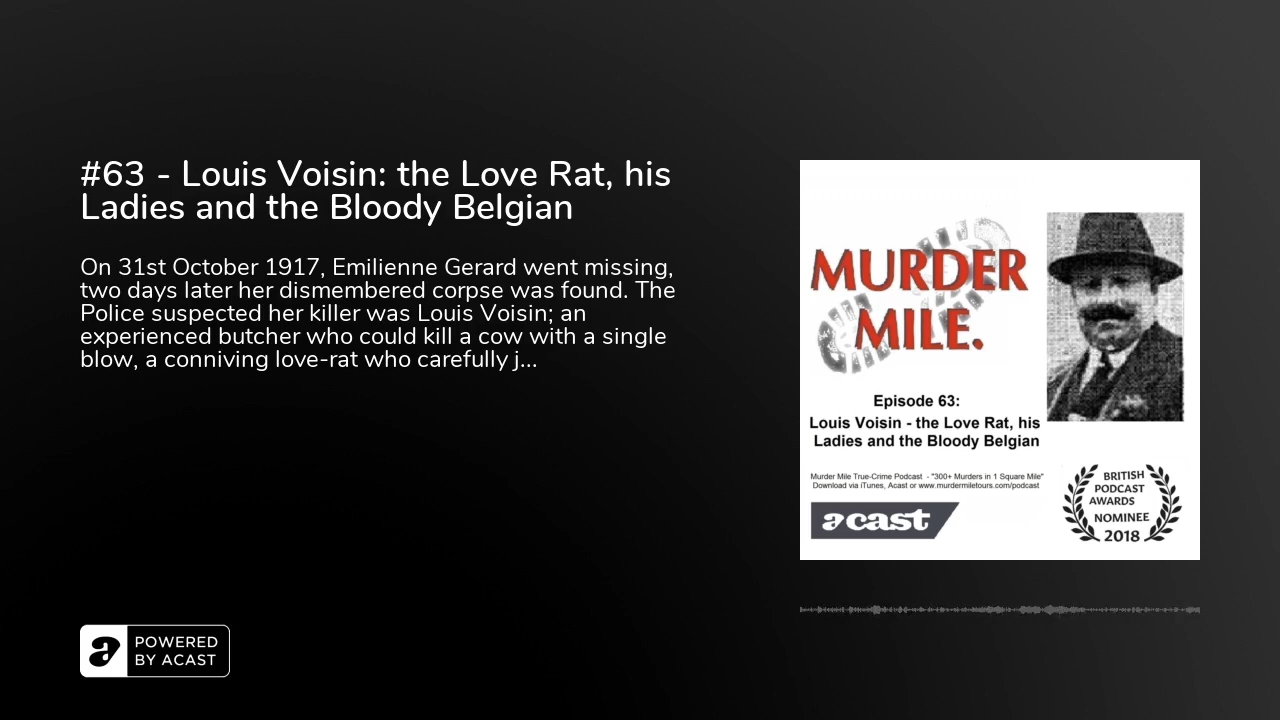 #63 - Louis Voisin: the Love Rat, his
Ladies and the Bloody Belgian
On 31st October 1917, Emilienne Gerard went missing,
two days later her dismembered corpse was found. The
Police suspected her killer was Louis Voisin; an
experienced butcher who could kill a cow with a single
blow, a conniving love-rat who carefully j...
MURDER
MILE.
Episode 63:
Louis Voisin - the Love Rat, his
Ladies and the Bloody Belgian
Murder Mile True-Crime Podcast - "300+ Murders in 1 Square Mile"
Download via iTunes, Acast or www.murdermiletours.com/podcast
acast
BRITISH
PODCAST
AWARDS
NOMINEE
2018
a
POWERED
BY ACAST